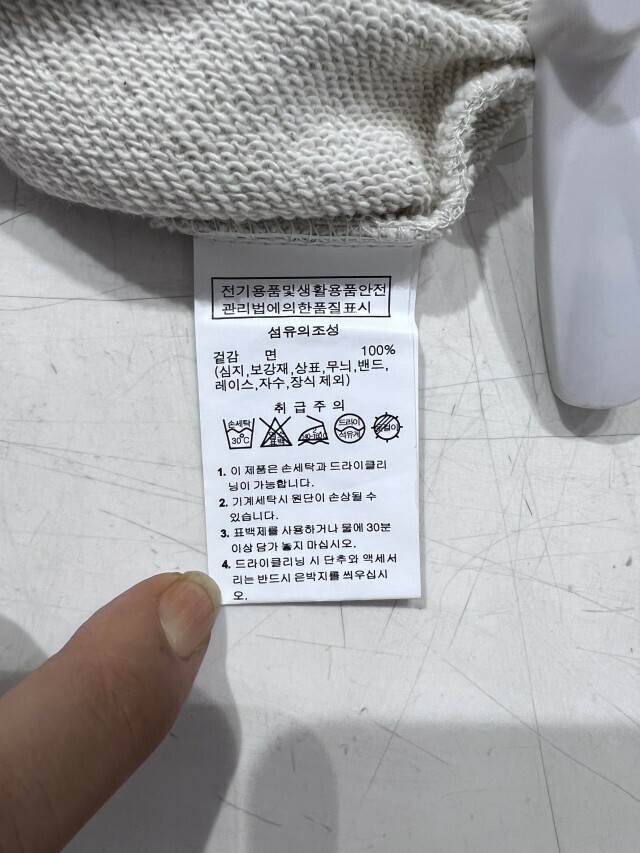 전기용품및생활용품안전
관리법에의한품질표시
섬유의조성
겉감 면 100%
(심지,보강재,상표,무늬,밴드,
레이스,자수,장식 제외)
취급주의
손세탁 드라이
30°C 석유계
1. 이 제품은 손세탁과 드라이클리
닝이 가능합니다.
2. 기계세탁시 원단이 손상될 수
있습니다.
3. 표백제를 사용하거나 물에 30분
이상 담가 놓지 마십시오.
4. 드라이클리닝 시 단추와 액세서
리는 반드시 은박지를 씌우십시
오.